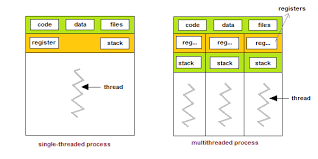 registers
code data files
code data files
register stack
reg... reg... reg...
stack stack stack
thread
thread
single-threaded process
multithreaded process